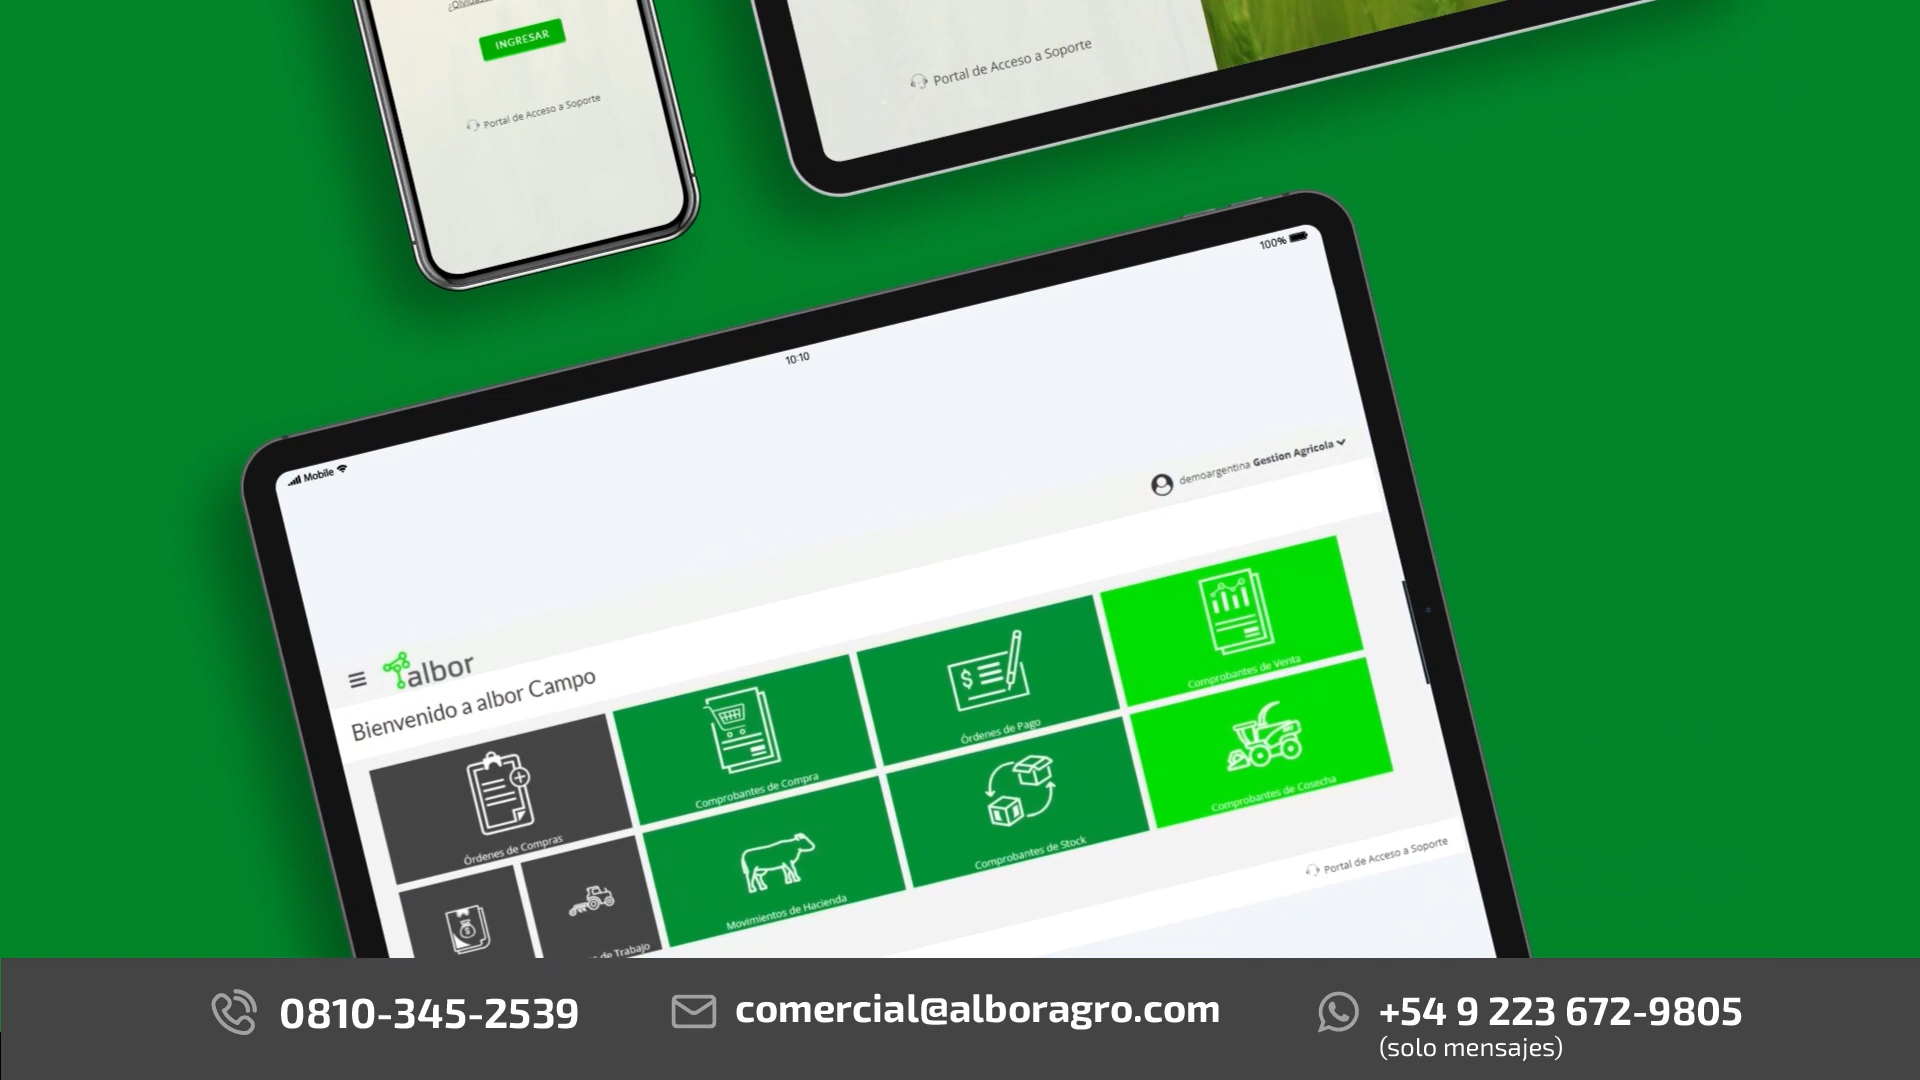 INGRESAR
Portal de Acceso a Soporte
Portal de Acceso a Soporte
Mobile
10:10
100%
demoargentina Gestion Agricola
albor
Bienvenido a albor Campo
Órdenes de Compras
Comprobantes de Compra
Órdenes de Pago
Comprobantes de Venta
de Trabajo
Movimientos de Hacienda
Comprobantes de Stock
Comprobantes de Cosecha
Portal de Acceso a Soporte
0810-345-2539
comercial@alboragro.com
+54 9 223 672-9805
(solo mensajes)